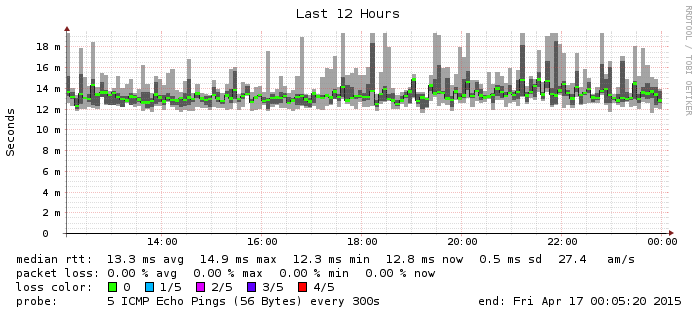 Last 12 Hours
RRDTOOL / TOBI OETIKER
Seconds
18 m
16 m
14 m
12 m
10 m
8 m
6 m
4 m
2 m
0
14:00 16:00 18:00 20:00 22:00 00:00
median rtt: 13.3 ms avg 14.9 ms max 12.3 ms min 12.8 ms now 0.5 ms sd 27.4 am/s
packet loss: 0.00 % avg 0.00 % max 0.00 % min 0.00 % now
loss color: 0 1/5 2/5 3/5 4/5
probe: 5 ICMP Echo Pings (56 Bytes) every 300s end: Fri Apr 17 00:05:20 2015